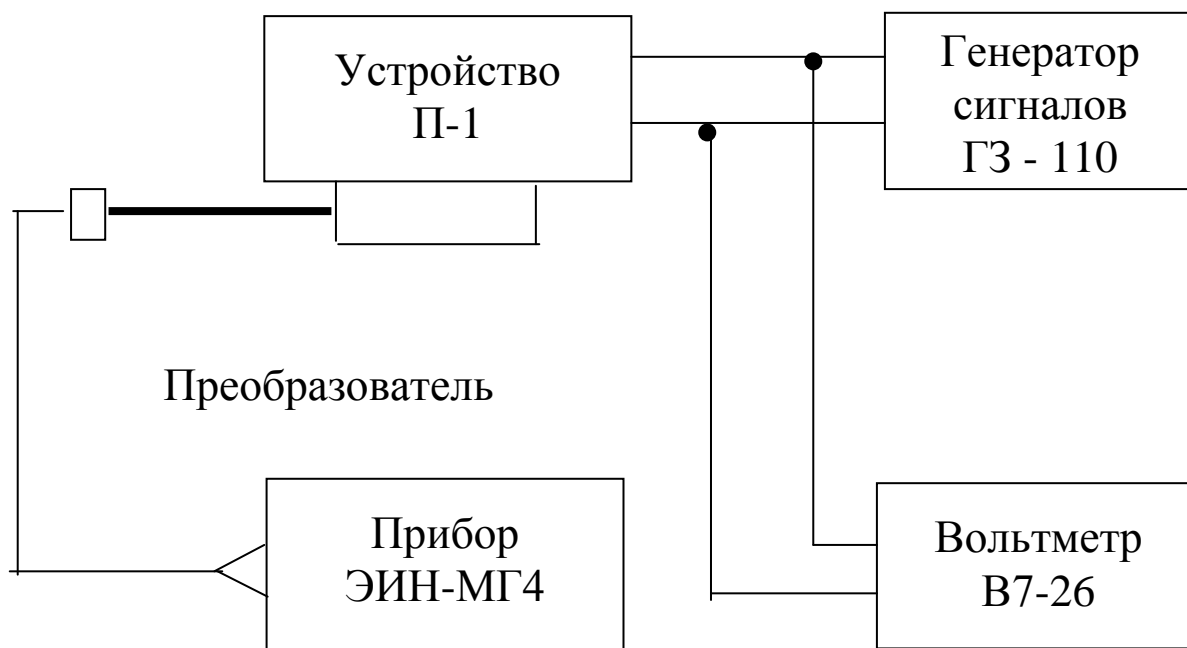 Устройство
П-1
Генератор
сигналов
ГЗ - 110
Преобразователь
Прибор
ЭИН-МГ4
Вольтметр
В7-26